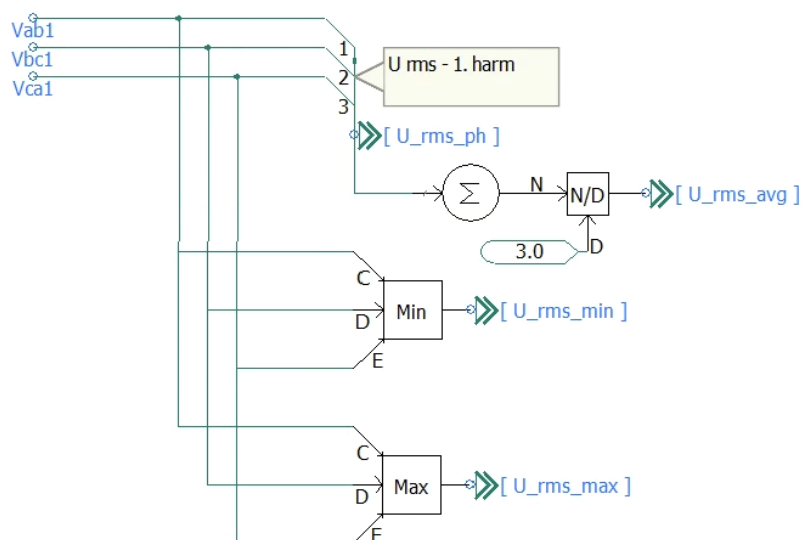 Vab1
Vbc1
Vca1
1
2
3
U rms - 1. harm
[ U_rms_ph ]
Σ
N
N/D
[ U_rms_avg ]
3.0
D
C
D
E
Min
[ U_rms_min ]
C
D
E
Max
[ U_rms_max ]